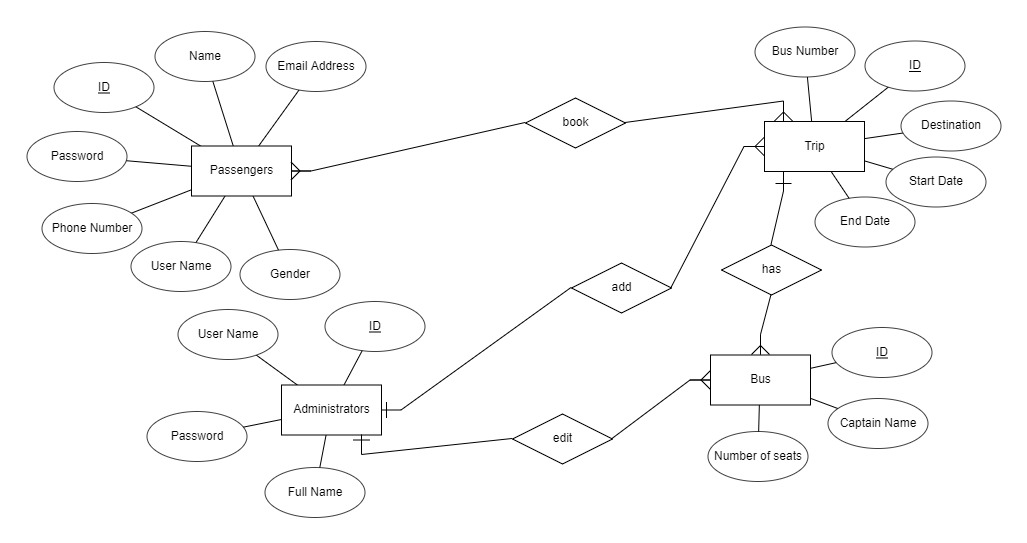 Name
Email Address
ID
Password
Passengers
Phone Number
User Name
Gender
book
Bus Number
ID
Destination
Trip
Start Date
End Date
has
add
User Name
ID
Administrators
Password
Full Name
edit
Bus
ID
Captain Name
Number of seats